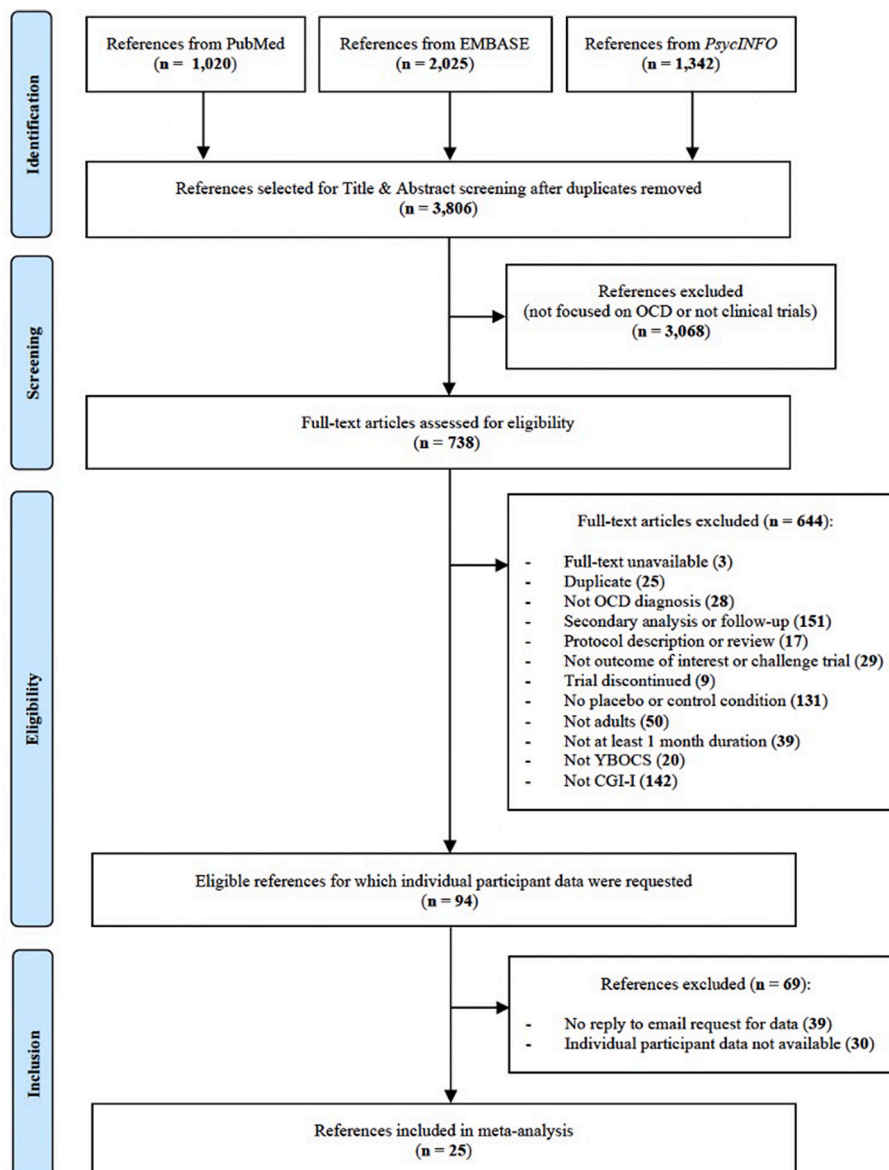 References from PubMed
(n = 1,020)
References from EMBASE
(n = 2,025)
References from PsycINFO
(n = 1,342)
Identification
References selected for Title & Abstract screening after duplicates removed
(n = 3,806)
Screening
References excluded
(not focused on OCD or not clinical trials)
(n = 3,068)
Full-text articles assessed for eligibility
(n = 738)
Eligibility
Full-text articles excluded (n = 644):
- Full-text unavailable (3)
- Duplicate (25)
- Not OCD diagnosis (28)
- Secondary analysis or follow-up (151)
- Protocol description or review (17)
- Not outcome of interest or challenge trial (29)
- Trial discontinued (9)
- No placebo or control condition (131)
- Not adults (50)
- Not at least 1 month duration (39)
- Not YBOCS (20)
- Not CGI-I (142)
Eligible references for which individual participant data were requested
(n = 94)
Inclusion
References excluded (n = 69):
- No reply to email request for data (39)
- Individual participant data not available (30)
References included in meta-analysis
(n = 25)